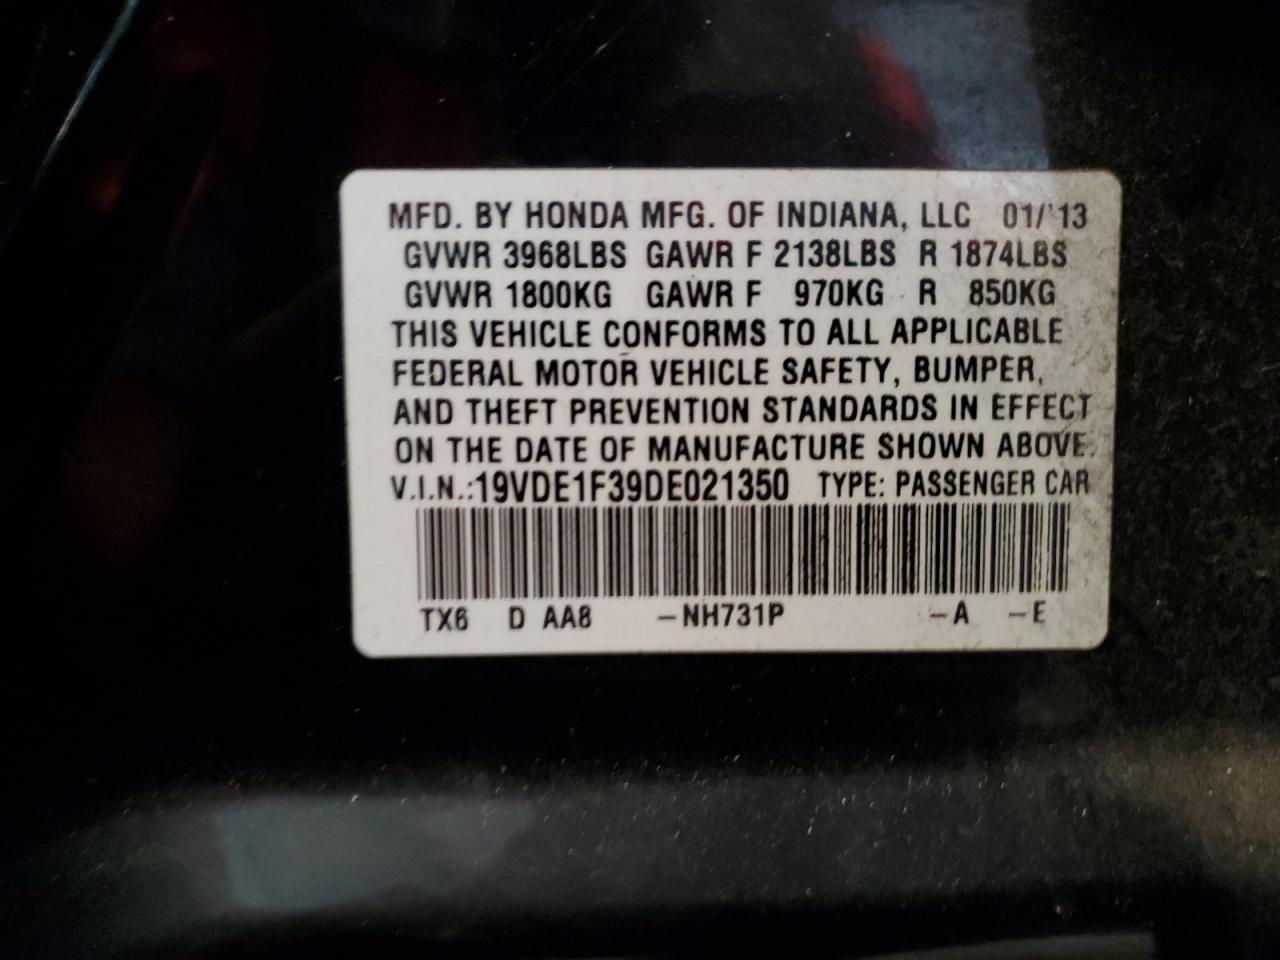 MFD. BY HONDA MFG. OF INDIANA, LLC 01/'13
GVWR 3968LBS GAWR F 2138LBS R 1874LBS
GVWR 1800KG GAWR F 970KG R 850KG
THIS VEHICLE CONFORMS TO ALL APPLICABLE
FEDERAL MOTOR VEHICLE SAFETY, BUMPER,
AND THEFT PREVENTION STANDARDS IN EFFECT
ON THE DATE OF MANUFACTURE SHOWN ABOVE.
V.I.N.:19VDE1F39DE021350 TYPE: PASSENGER CAR
TX6 D AA8 -NH731P -A -E